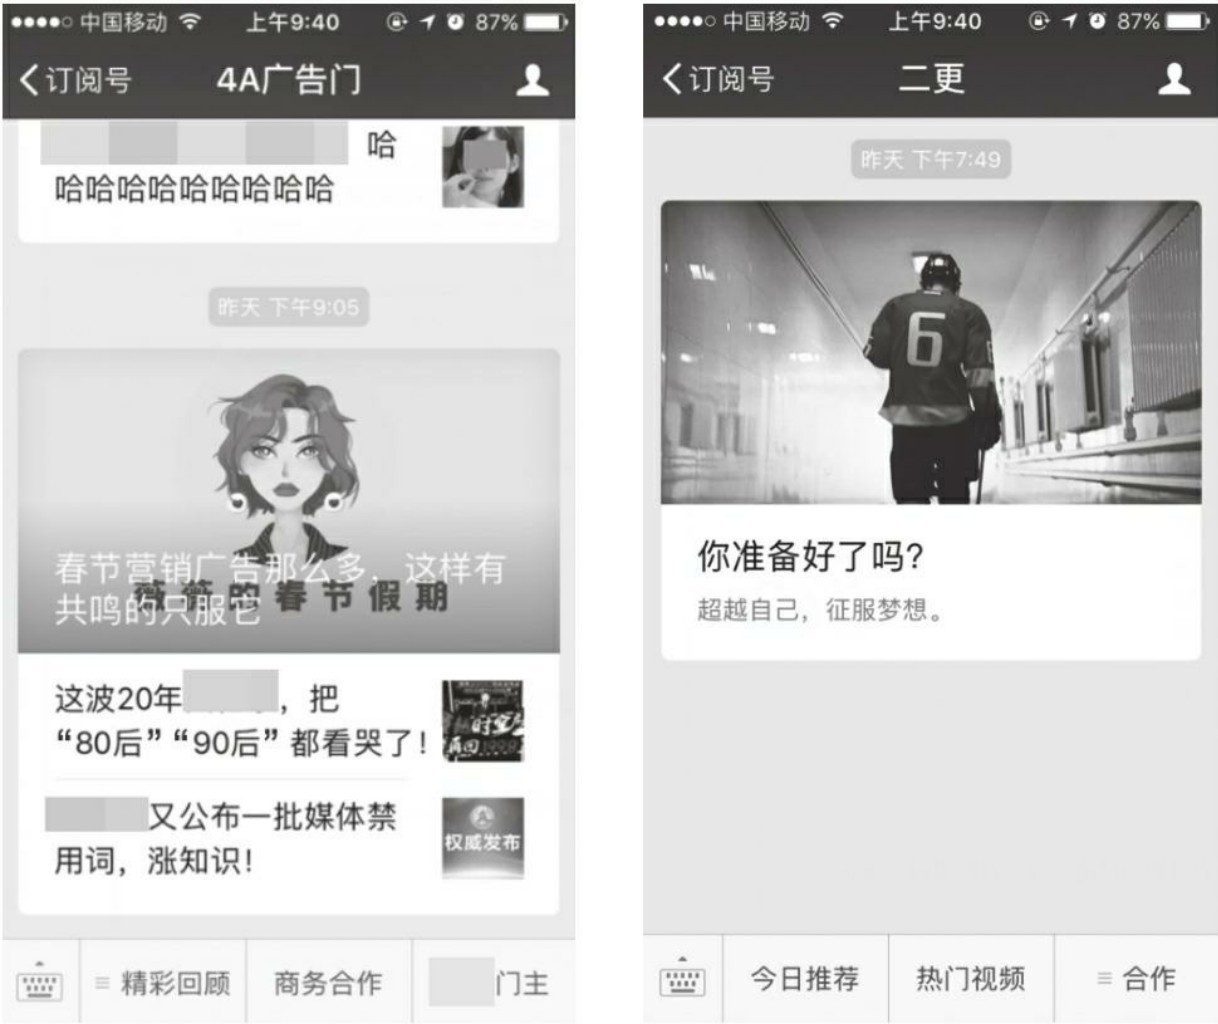 中国移动 上午9:40 87%
订阅号 4A广告门
哈
哈哈哈哈哈哈哈哈哈
昨天 下午9:05
春节营销广告那么多，这样有
共鸣的只服它
薇薇的春节假期
这波20年 ，把
“80后”“90后”都看哭了！
又公布一批媒体禁
用词，涨知识！
权威发布
精彩回顾 商务合作 门主
中国移动 上午9:40 87%
订阅号 二更
昨天 下午7:49
6
你准备好了吗?
超越自己，征服梦想。
今日推荐 热门视频 合作